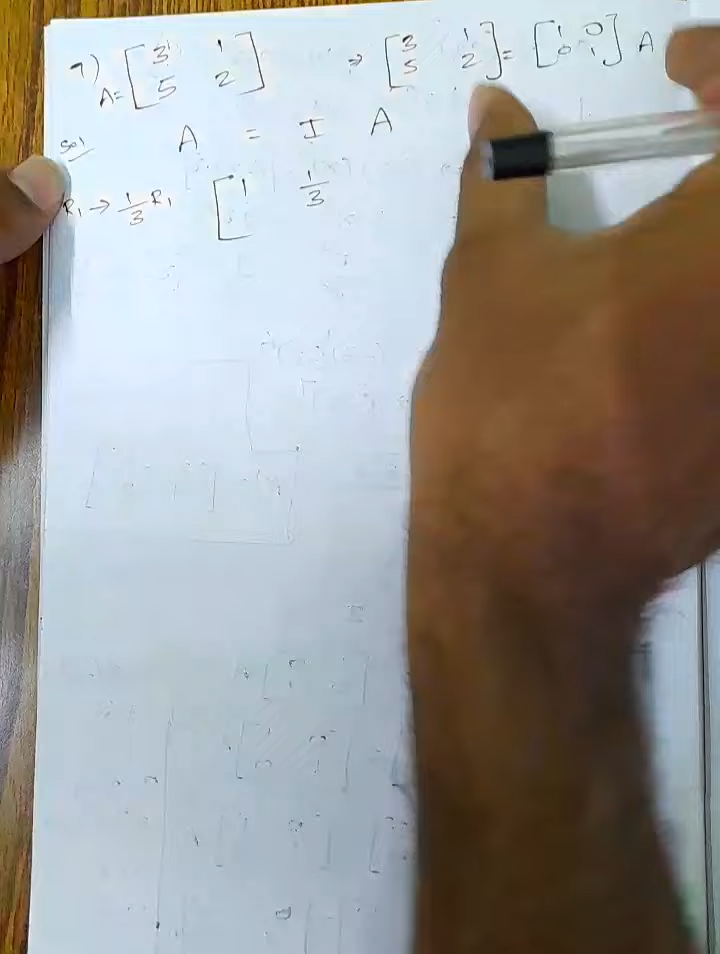 9) A = [3 1; 5 2] ⇒ [3 1; 5 2] = [1 0; 0 1] A
Sol A = I A
R₁ → 1/3 R₁ [1 1/3